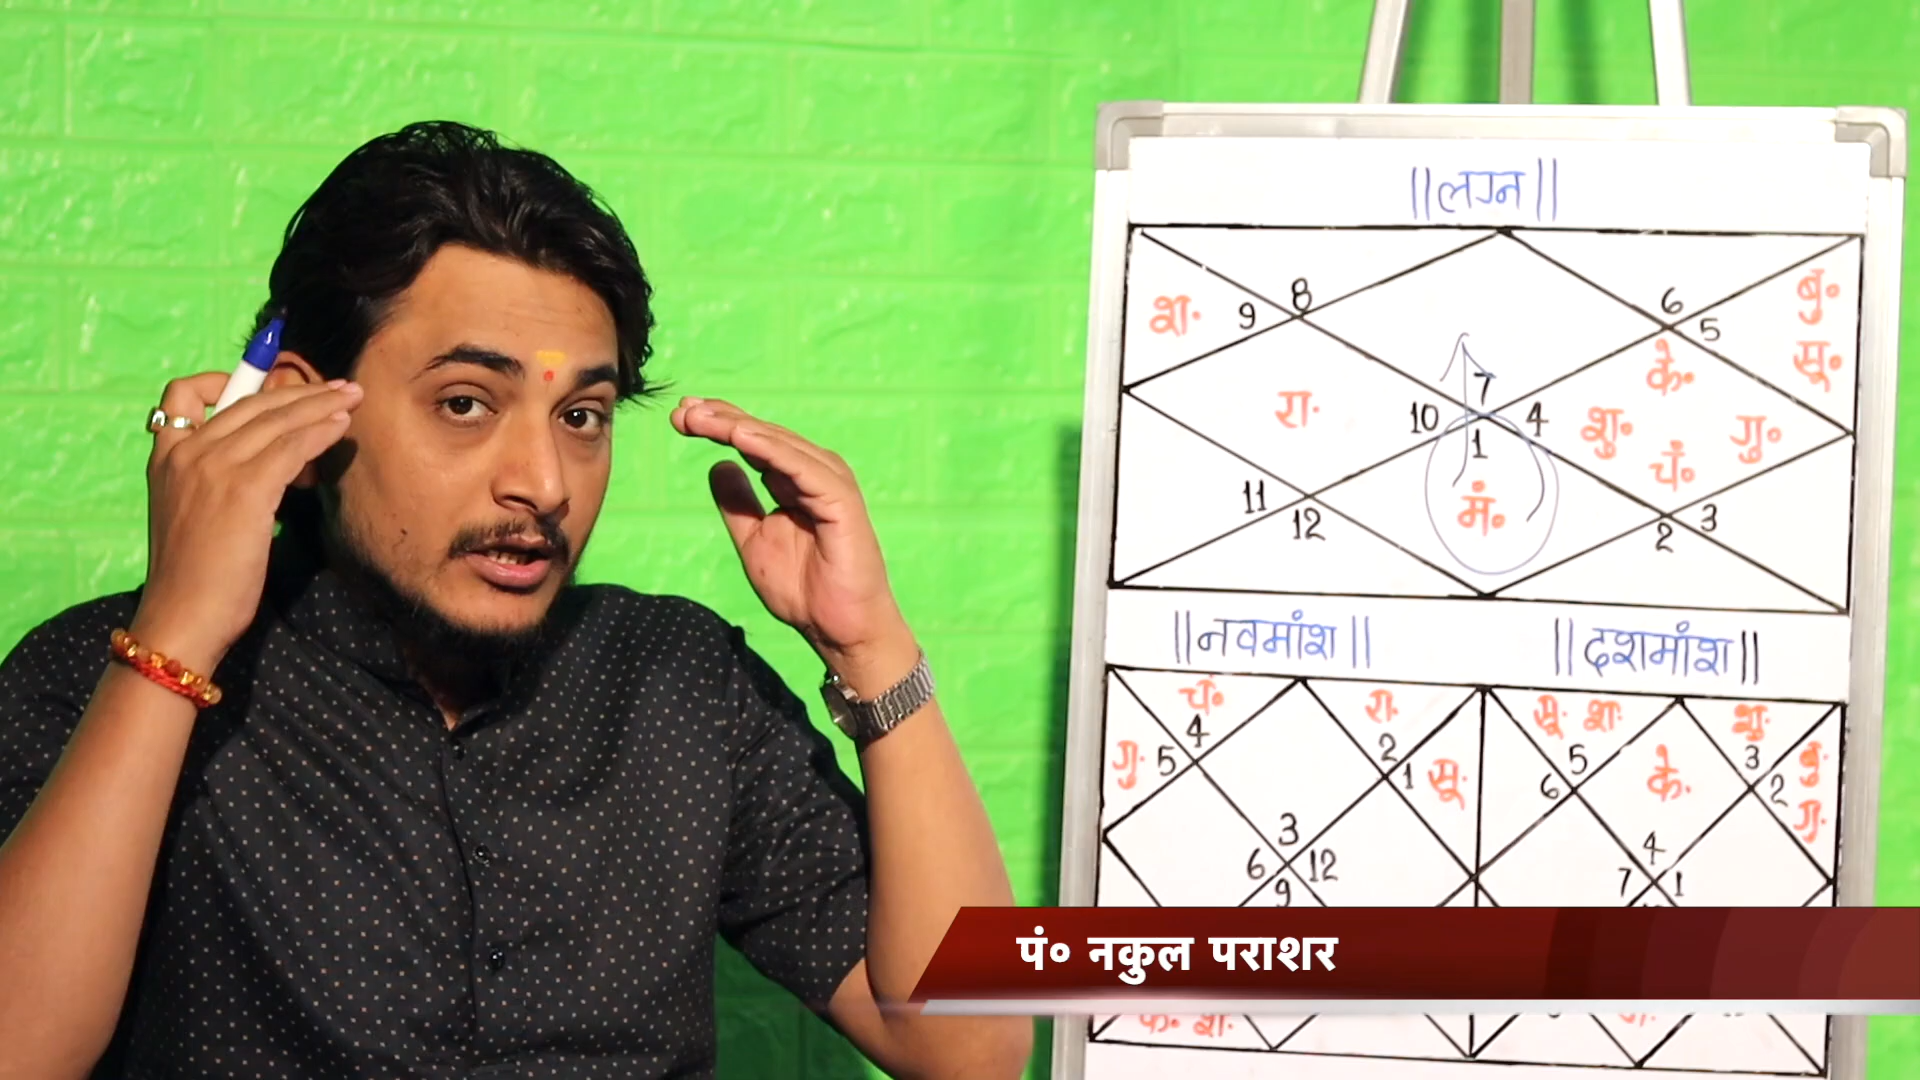 ||लग्न||
8
6
बु॰
श॰
9
5
के॰
सू॰
7
रा॰
10
4
शु॰
गु॰
1
चं॰
11
मं॰
12
2
3
||नवमांश||
||दशमांश||
चं॰
रा॰
सू॰ श॰
शु॰
4
2
5
3
बु॰
गु॰
5
1
सू॰
6
के॰
2
गु॰
3
4
6
12
7
1
9
पं० नकुल पराशर
के॰ श॰